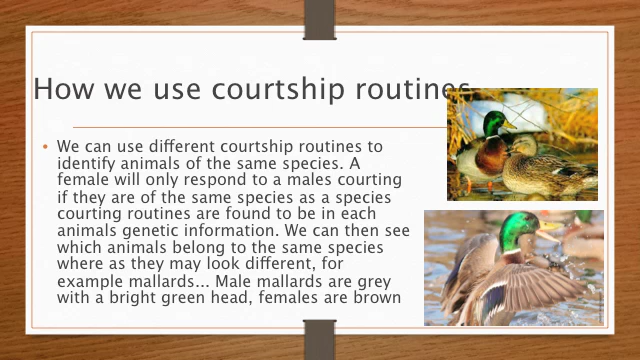 How we use courtship routines
• We can use different courtship routines to
identify animals of the same species. A
female will only respond to a males courting
if they are of the same species as a species
courting routines are found to be in each
animals genetic information. We can then see
which animals belong to the same species
where as they may look different, for
example mallards... Male mallards are grey
with a bright green head, females are brown